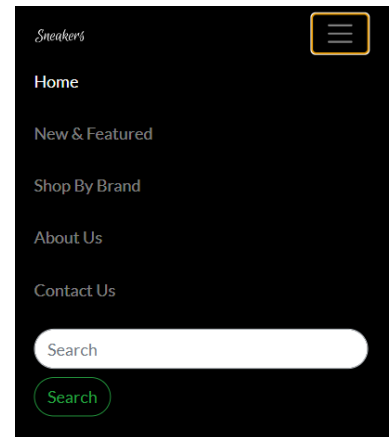 Sneakers
Home
New & Featured
Shop By Brand
About Us
Contact Us
Search
Search